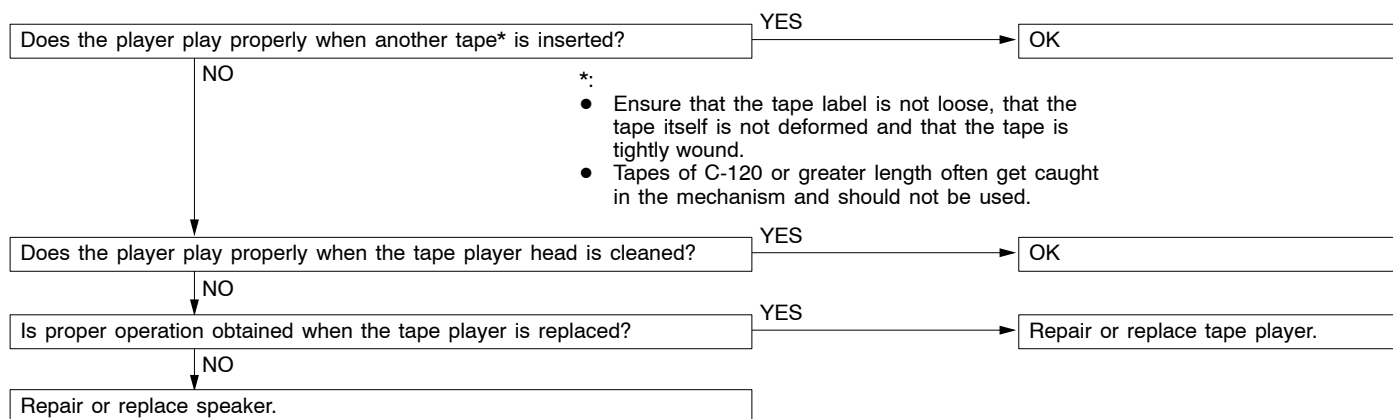 Does the player play properly when another tape* is inserted?
YES
OK
NO
*:
● Ensure that the tape label is not loose, that the
tape itself is not deformed and that the tape is
tightly wound.
● Tapes of C-120 or greater length often get caught
in the mechanism and should not be used.
Does the player play properly when the tape player head is cleaned?
YES
OK
NO
Is proper operation obtained when the tape player is replaced?
YES
Repair or replace tape player.
NO
Repair or replace speaker.